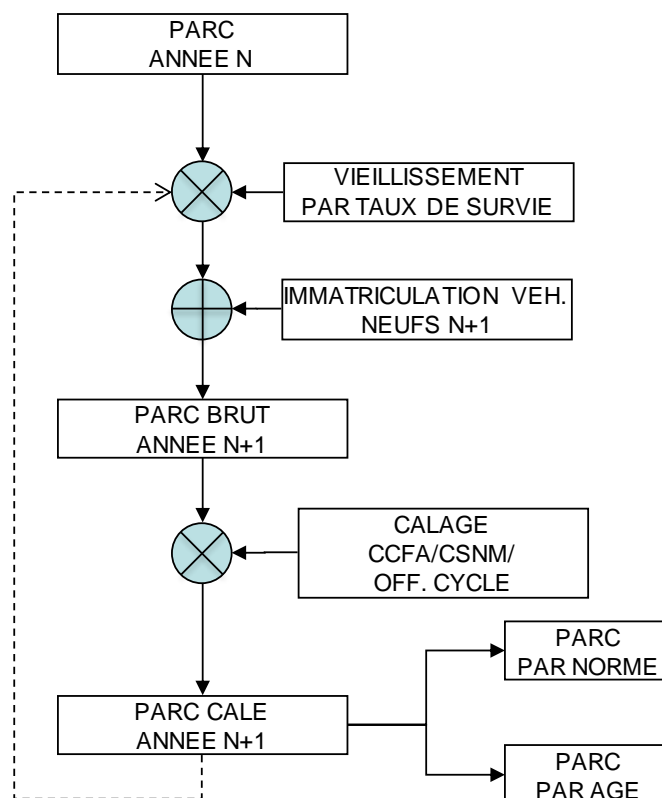 PARC
ANNEE N
VIEILLISSEMENT
PAR TAUX DE SURVIE
IMMATRICULATION VEH.
NEUFS N+1
PARC BRUT
ANNEE N+1
CALAGE
CCFA/CSNM/
OFF. CYCLE
PARC
PAR NORME
PARC CALE
ANNEE N+1
PARC
PAR AGE